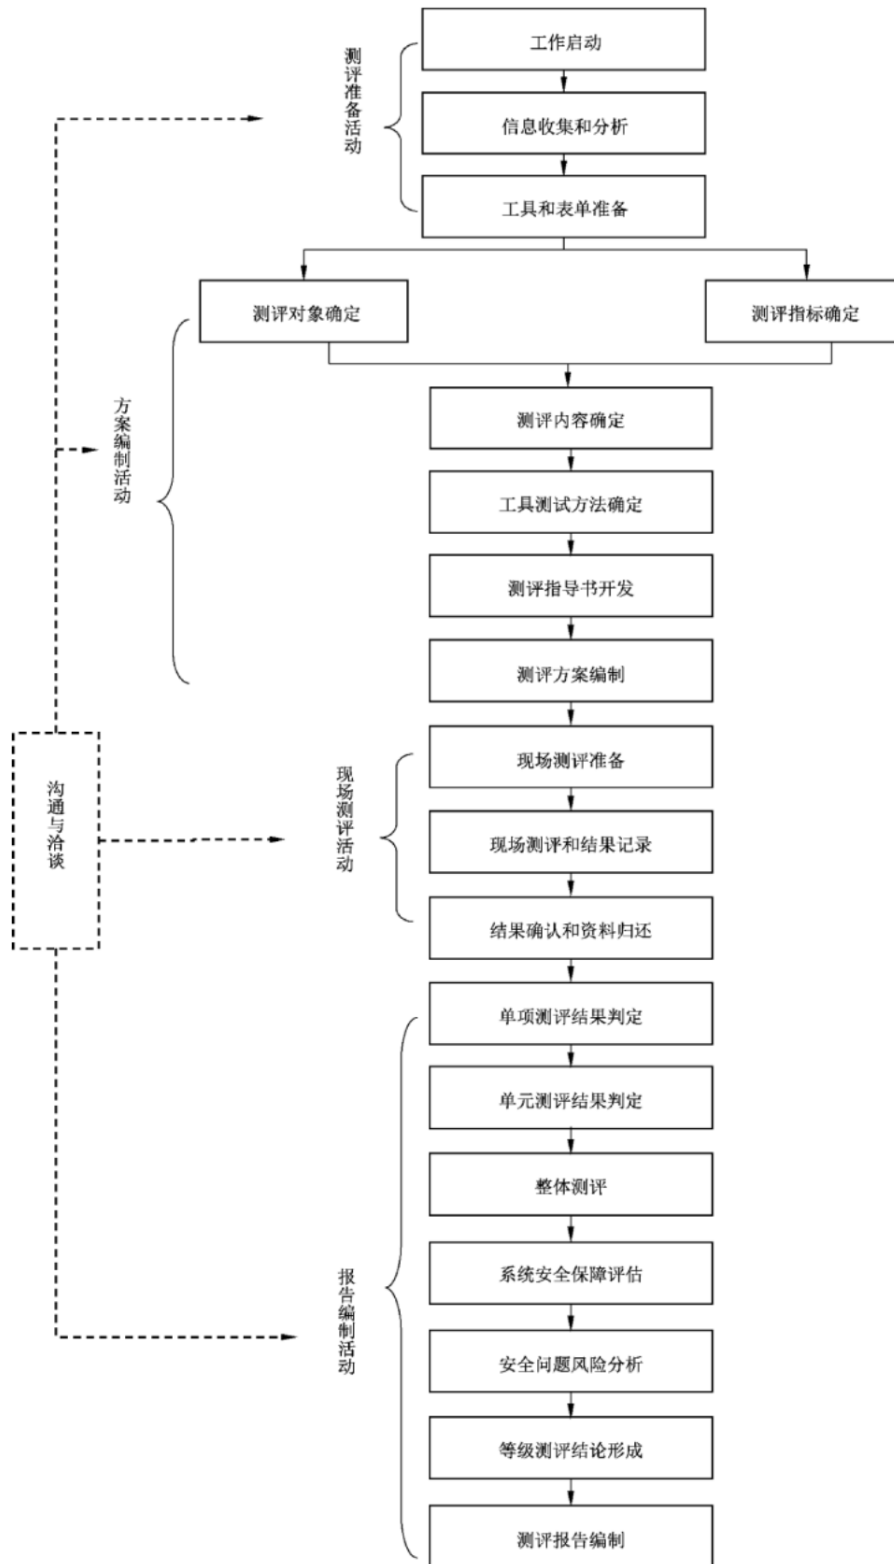 工作启动
测评准备活动
信息收集和分析
工具和表单准备
测评对象确定
测评指标确定
方案编制活动
测评内容确定
工具测试方法确定
测评指导书开发
测评方案编制
沟通与洽谈
现场测评活动
现场测评准备
现场测评和结果记录
结果确认和资料归还
报告编制活动
单项测评结果判定
单元测评结果判定
整体测评
系统安全保障评估
安全问题风险分析
等级测评结论形成
测评报告编制